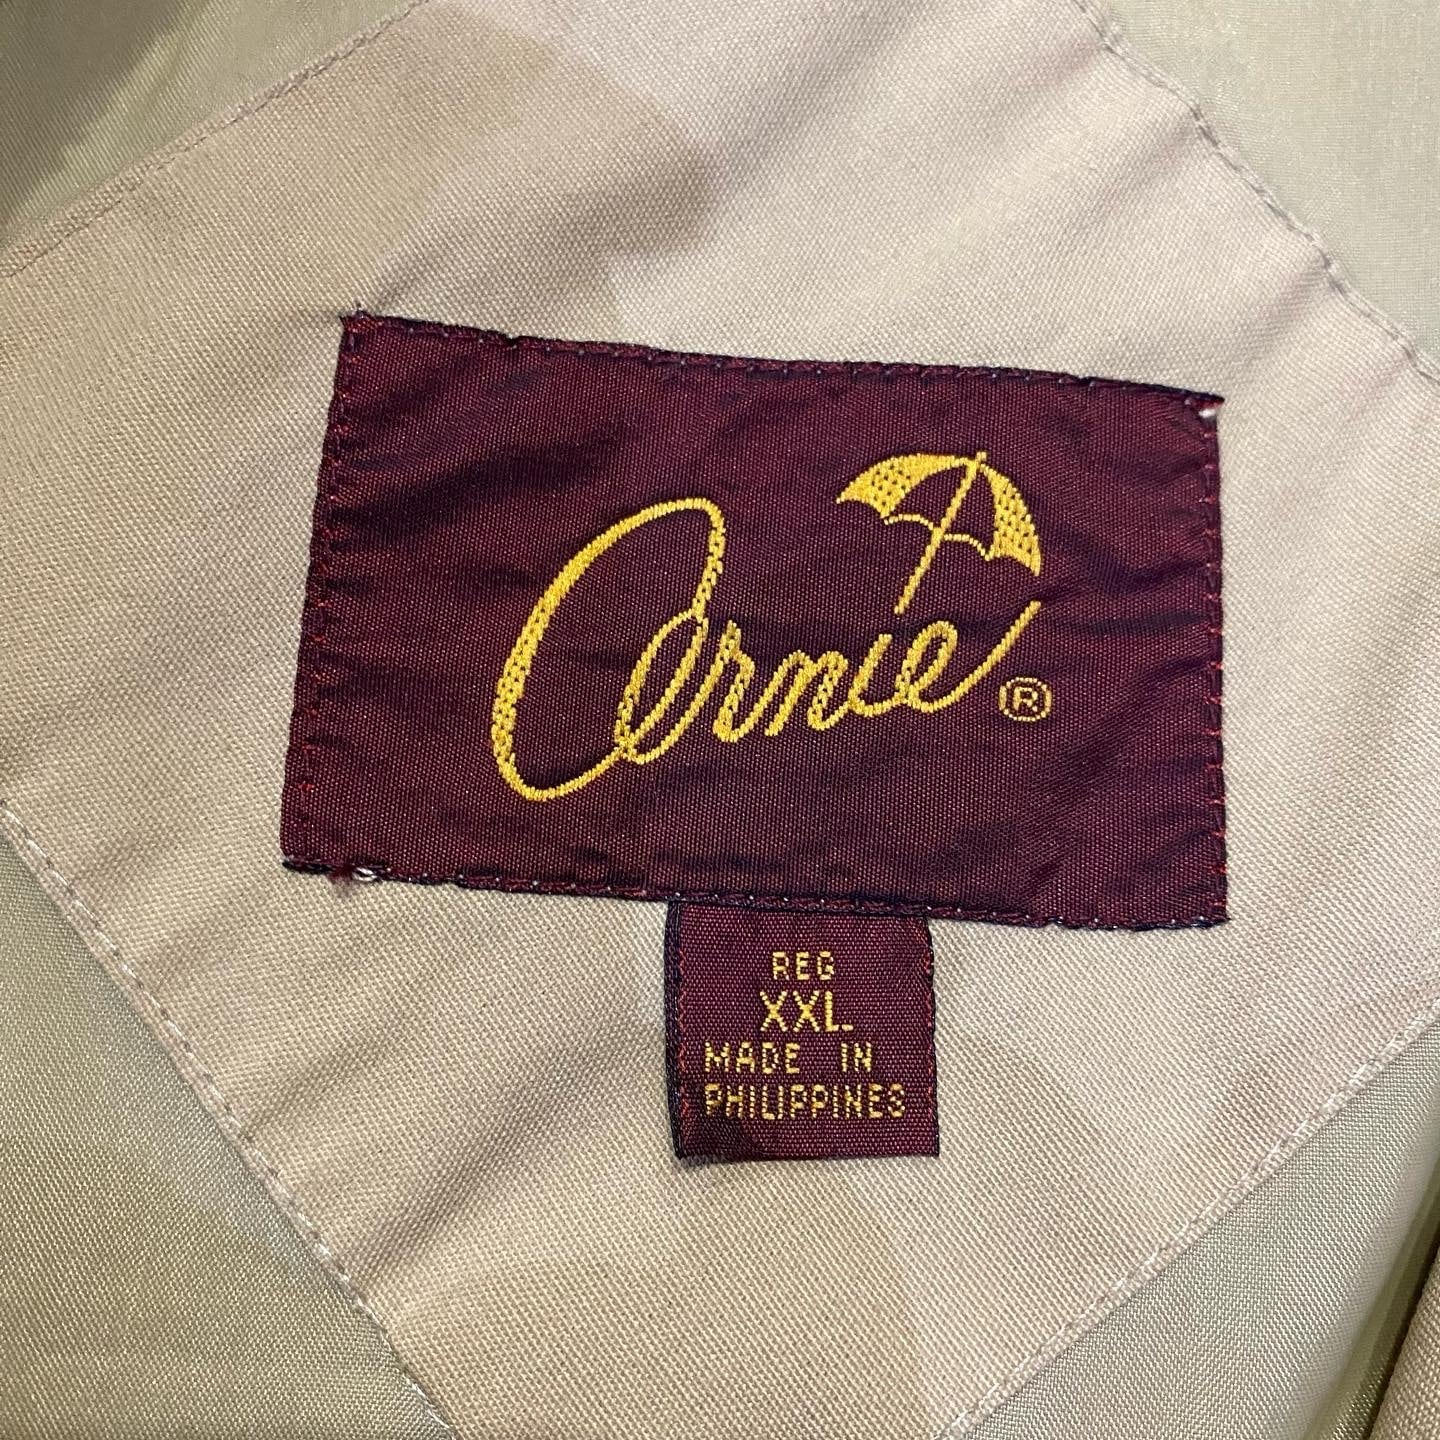 Arnie ®
REG
XXL
MADE IN
PHILIPPINES